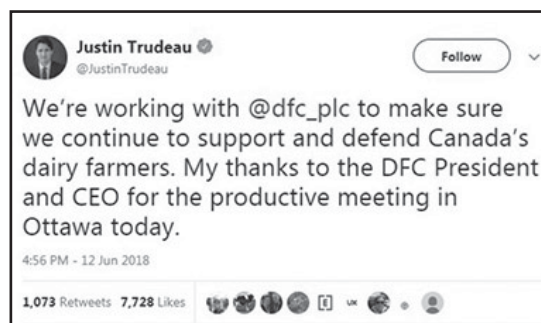 Justin Trudeau
@JustinTrudeau
Follow
We're working with @dfc_plc to make sure
we continue to support and defend Canada's
dairy farmers. My thanks to the DFC President
and CEO for the productive meeting in
Ottawa today.
4:56 PM - 12 Jun 2018
1,073 Retweets 7,728 Likes